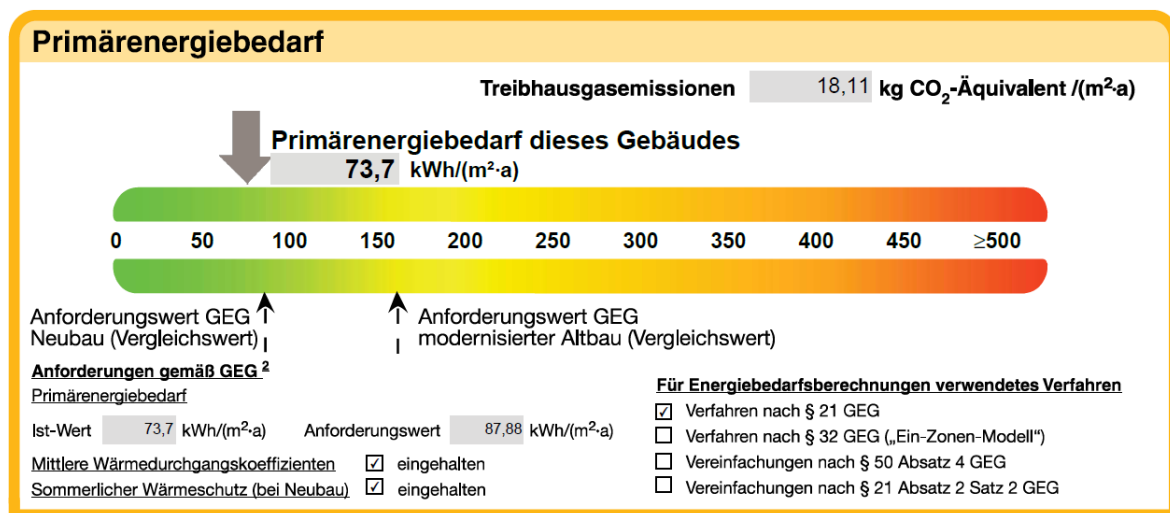 Primärenergiebedarf
Treibhausgasemissionen 18,11 kg CO₂-Äquivalent /(m²·a)
Primärenergiebedarf dieses Gebäudes
73,7 kWh/(m²·a)
0 50 100 150 200 250 300 350 400 450 ≥500
Anforderungswert GEG
Neubau (Vergleichswert)
Anforderungswert GEG
modernisierter Altbau (Vergleichswert)
Anforderungen gemäß GEG ²
Primärenergiebedarf
Ist-Wert 73,7 kWh/(m²·a) Anforderungswert 87,88 kWh/(m²·a)
Mittlere Wärmedurchgangskoeffizienten ☑ eingehalten
Sommerlicher Wärmeschutz (bei Neubau) ☑ eingehalten
Für Energiebedarfsberechnungen verwendetes Verfahren
☑ Verfahren nach § 21 GEG
☐ Verfahren nach § 32 GEG („Ein-Zonen-Modell“)
☐ Vereinfachungen nach § 50 Absatz 4 GEG
☐ Vereinfachungen nach § 21 Absatz 2 Satz 2 GEG